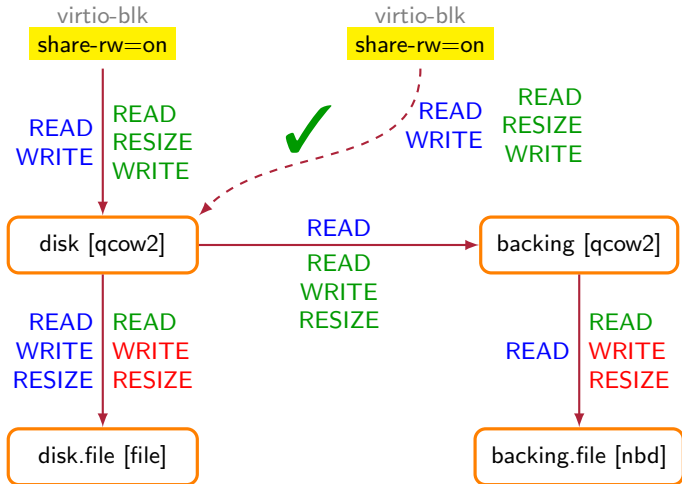 virtio-blk
share-rw=on
virtio-blk
share-rw=on
READ
WRITE
READ
RESIZE
WRITE
READ
WRITE
READ
RESIZE
WRITE
disk [qcow2]
READ
READ
WRITE
RESIZE
backing [qcow2]
READ
WRITE
RESIZE
READ
WRITE
RESIZE
READ
READ
WRITE
RESIZE
disk.file [file]
backing.file [nbd]